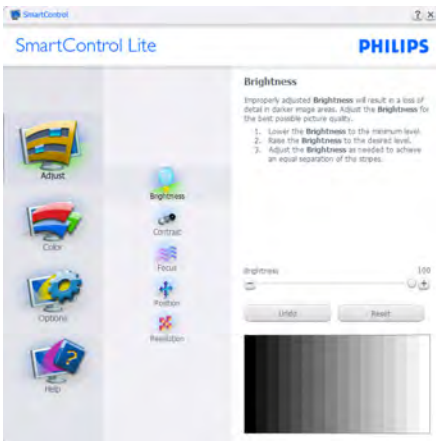 SmartControl
? x
SmartControl Lite
PHILIPS
Adjust
Color
Options
Help
Brightness
Contrast
Focus
Position
Resolution
Brightness
Improperly adjusted Brightness will result in a loss of
detail in darker image areas. Adjust the Brightness for
the best possible picture quality.
1. Lower the Brightness to the minimum level.
2. Raise the Brightness to the desired level.
3. Adjust the Brightness as needed to achieve
an equal separation of the stripes.
Brightness 100
Undo Reset